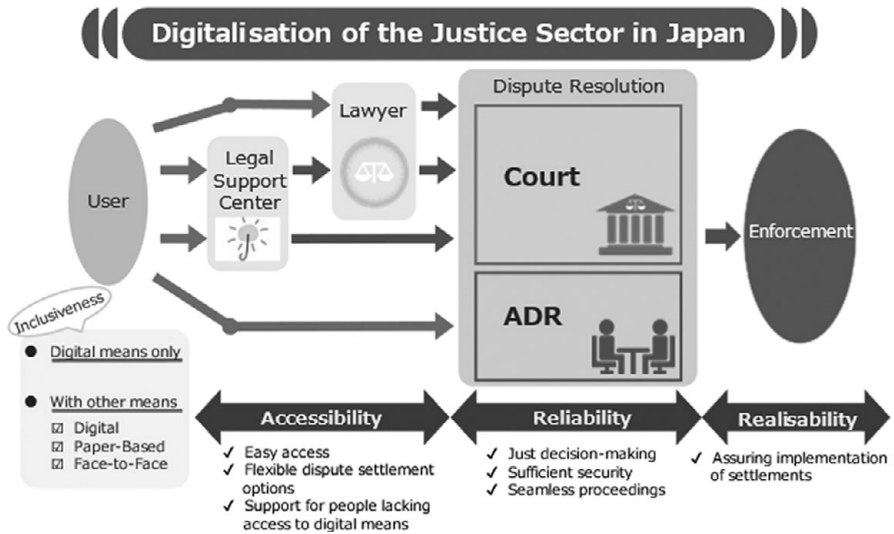 Digitalisation of the Justice Sector in Japan
User
Legal
Support
Center
Lawyer
Dispute Resolution
Court
ADR
Enforcement
Inclusiveness
● Digital means only
● With other means
☑ Digital
☑ Paper-Based
☑ Face-to-Face
Accessibility
✓ Easy access
✓ Flexible dispute settlement
options
✓ Support for people lacking
access to digital means
Reliability
✓ Just decision-making
✓ Sufficient security
✓ Seamless proceedings
Realisability
✓ Assuring implementation
of settlements